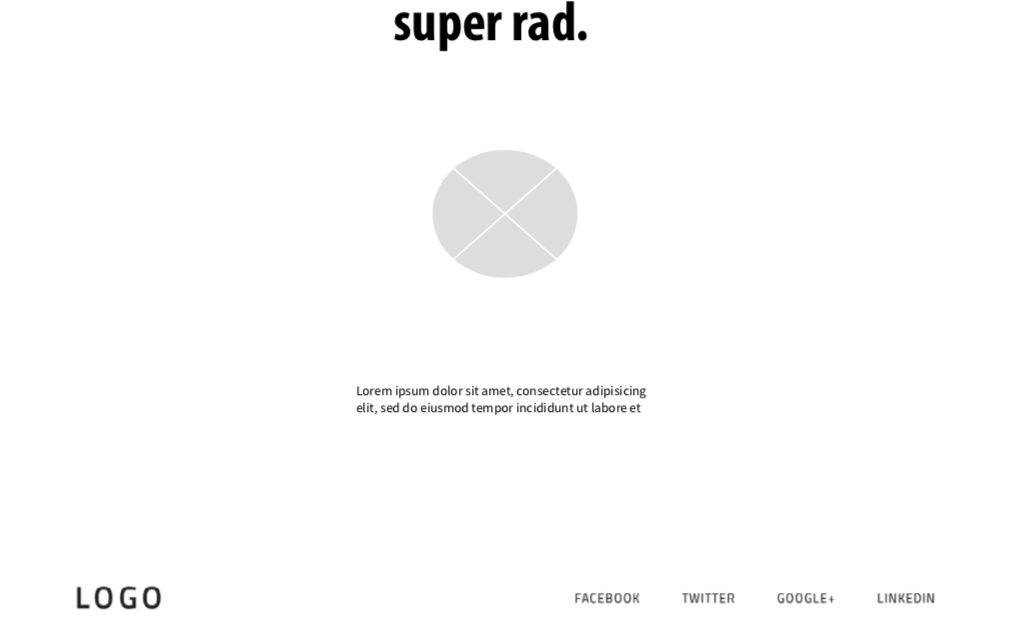 super rad.
Lorem ipsum dolor sit amet, consectetur adipisicing
elit, sed do eiusmod tempor incididunt ut labore et
LOGO FACEBOOK TWITTER GOOGLE+ LINKEDIN